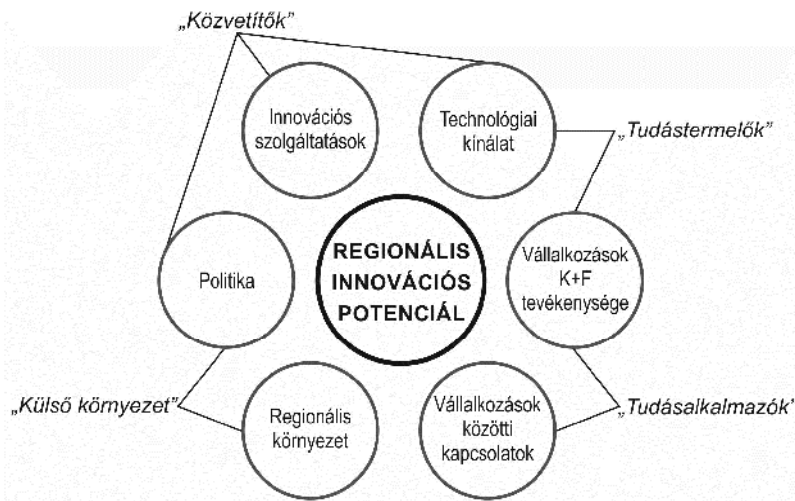 „Közvetítők”
Innovációs
szolgáltatások
Technológiai
kínálat
„Tudástermelők”
Politika
REGIONÁLIS
INNOVÁCIÓS
POTENCIÁL
Vállalkozások
K+F
tevékenysége
„Külső környezet”
Regionális
környezet
Vállalkozások
közötti
kapcsolatok
„Tudásalkalmazók”